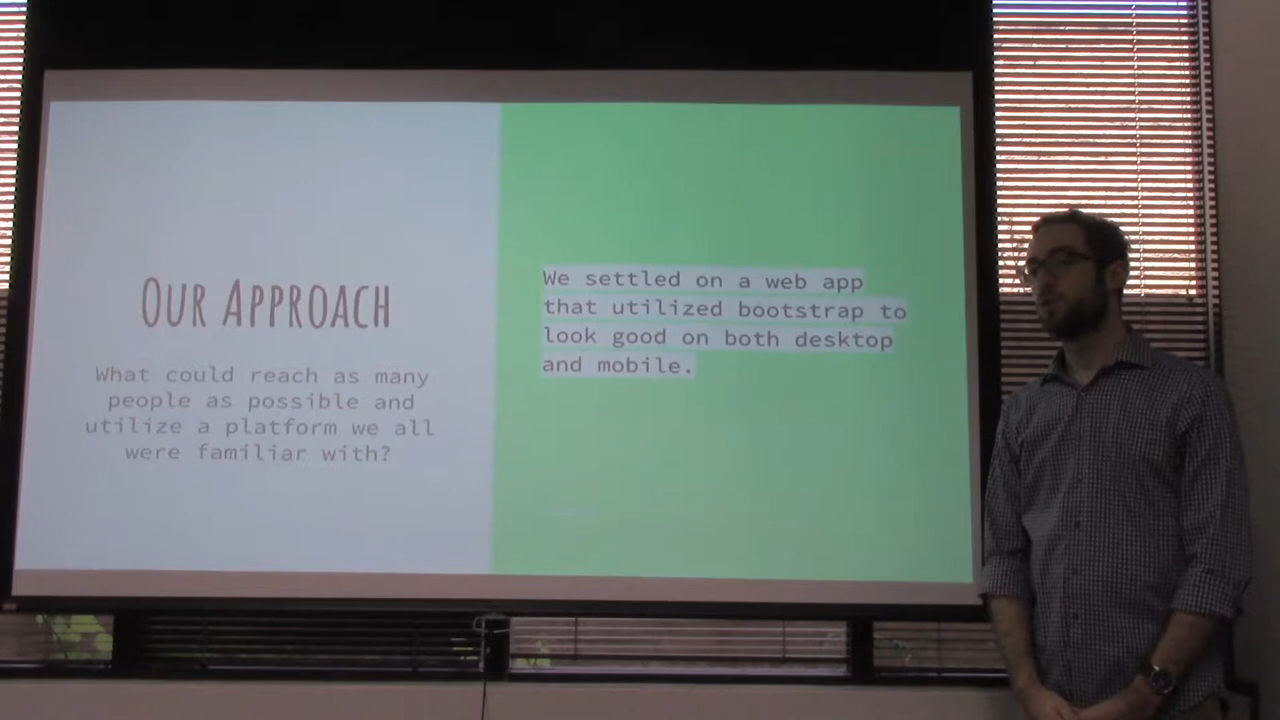 Our Approach
What could reach as many
people as possible and
utilize a platform we all
were familiar with?
We settled on a web app
that utilized bootstrap to
look good on both desktop
and mobile.